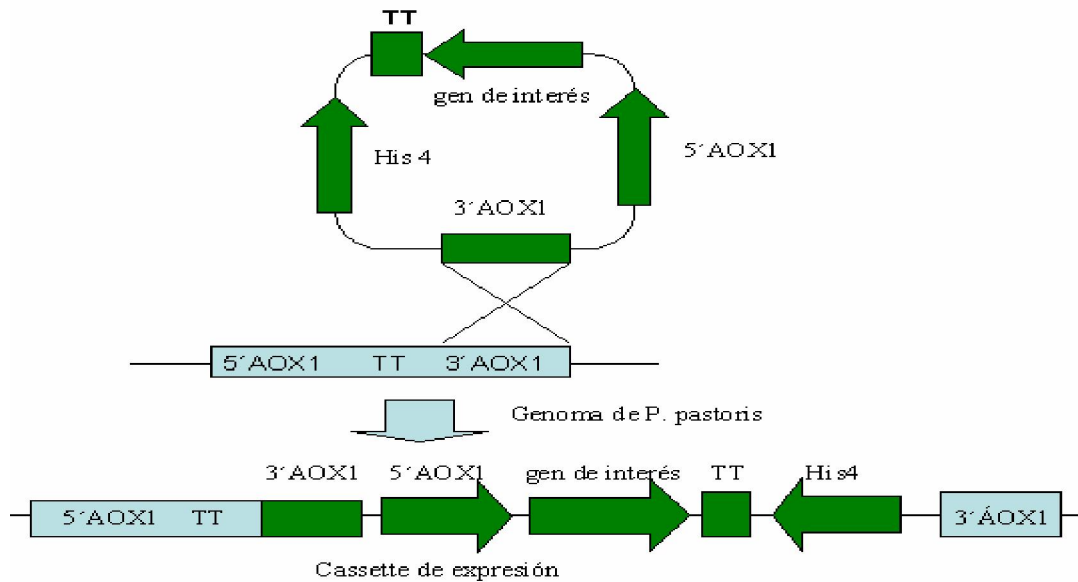 TT
gen de interés
5´AOX1
His 4
3´AOX1
5´AOX1 TT 3´AOX1
Genoma de P. pastoris
3´AOX1 5´AOX1 gen de interés TT His4
5´AOX1 TT 3´ÁOX1
Cassette de expresión